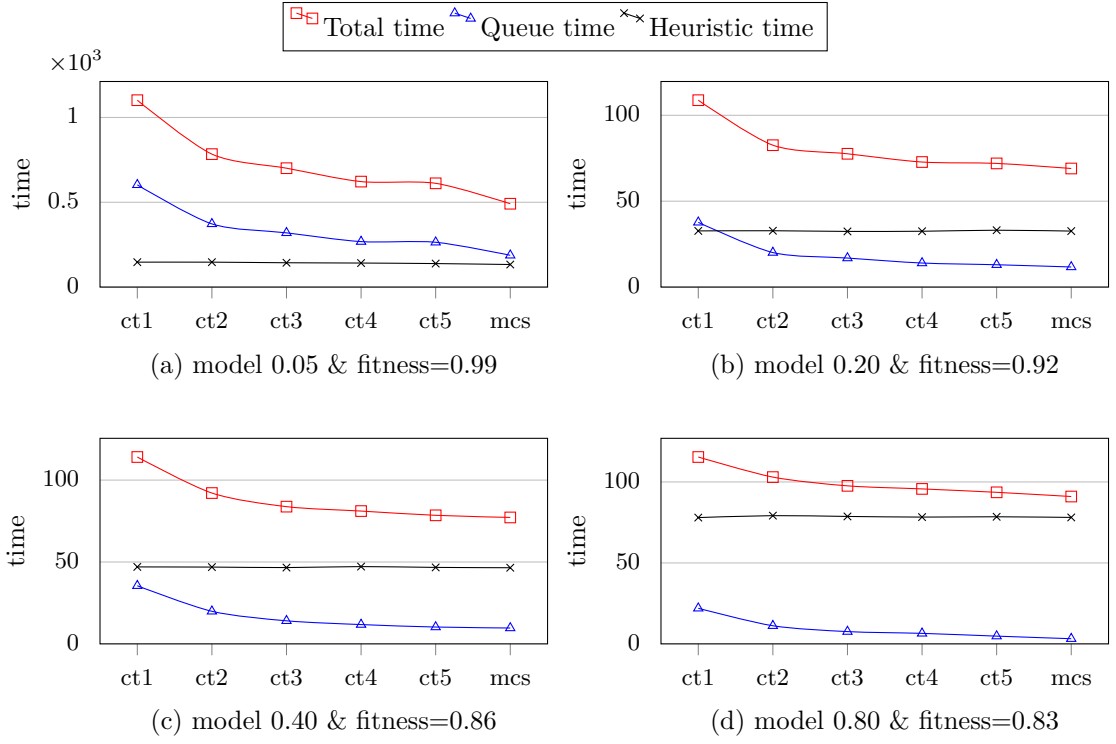 Total time Queue time Heuristic time
×10³
1
0.5
0
time
ct1 ct2 ct3 ct4 ct5 mcs
(a) model 0.05 & fitness=0.99
100
50
0
time
ct1 ct2 ct3 ct4 ct5 mcs
(b) model 0.20 & fitness=0.92
100
50
0
time
ct1 ct2 ct3 ct4 ct5 mcs
(c) model 0.40 & fitness=0.86
100
50
0
time
ct1 ct2 ct3 ct4 ct5 mcs
(d) model 0.80 & fitness=0.83